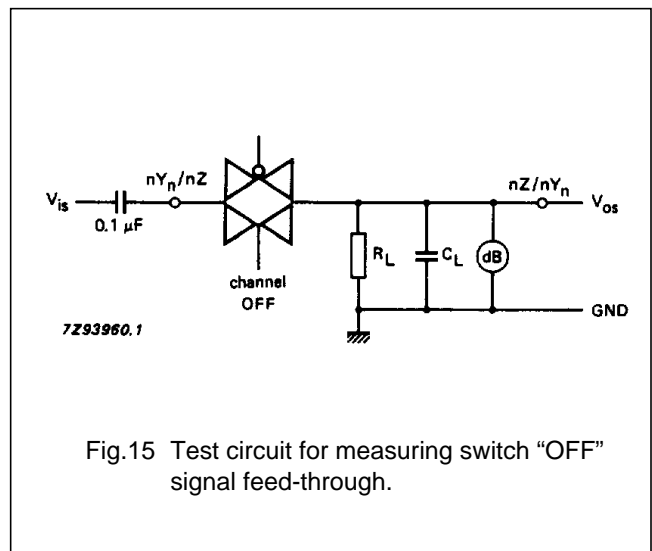 nYn/nZ
nZ/nYn
Vis
Vos
0.1 µF
RL
CL
dB
channel
OFF
GND
7Z93960.1
Fig.15 Test circuit for measuring switch “OFF”
signal feed-through.